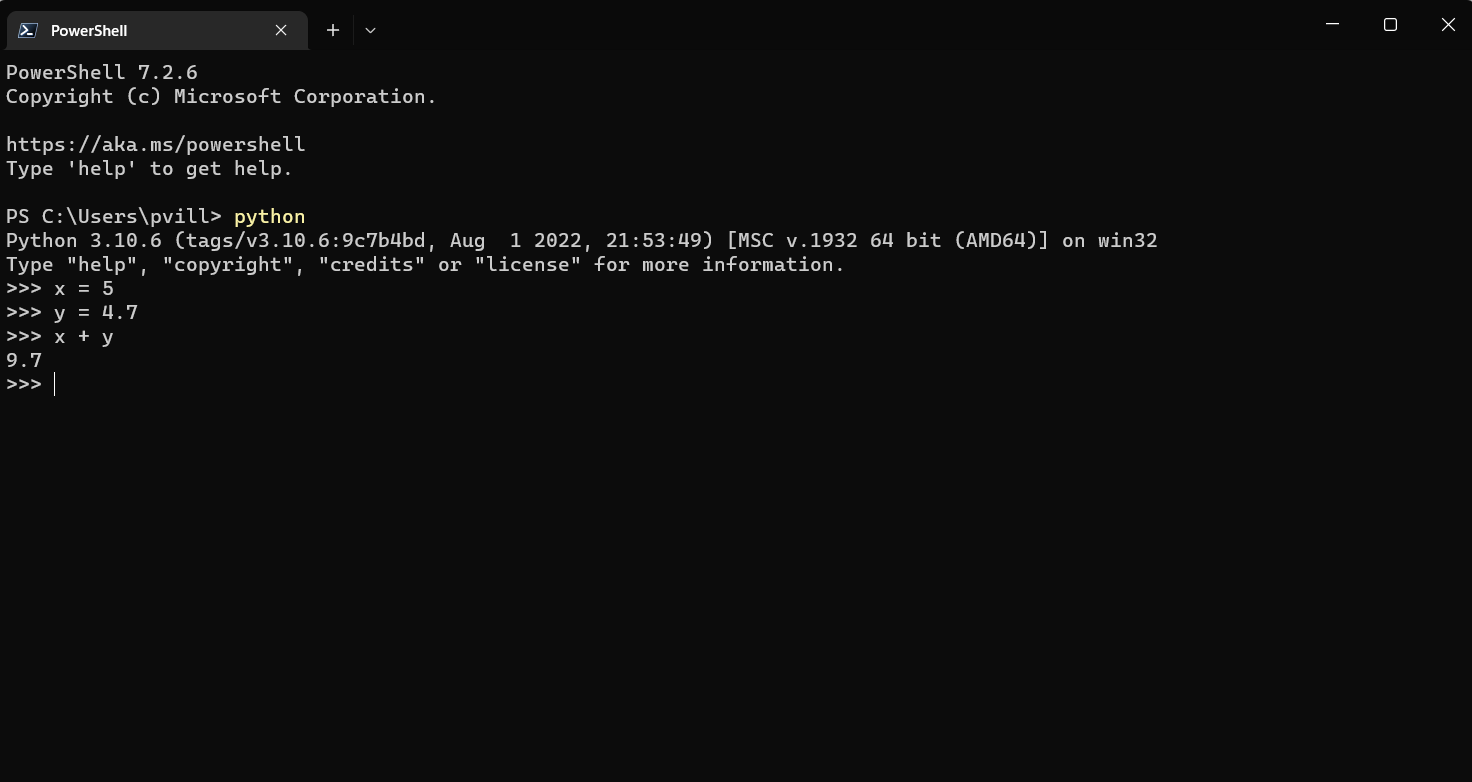 PowerShell
PowerShell 7.2.6
Copyright (c) Microsoft Corporation.
https://aka.ms/powershell
Type 'help' to get help.
PS C:\Users\pvill> python
Python 3.10.6 (tags/v3.10.6:9c7b4bd, Aug  1 2022, 21:53:49) [MSC v.1932 64 bit (AMD64)] on win32
Type "help", "copyright", "credits" or "license" for more information.
>>> x = 5
>>> y = 4.7
>>> x + y
9.7
>>>